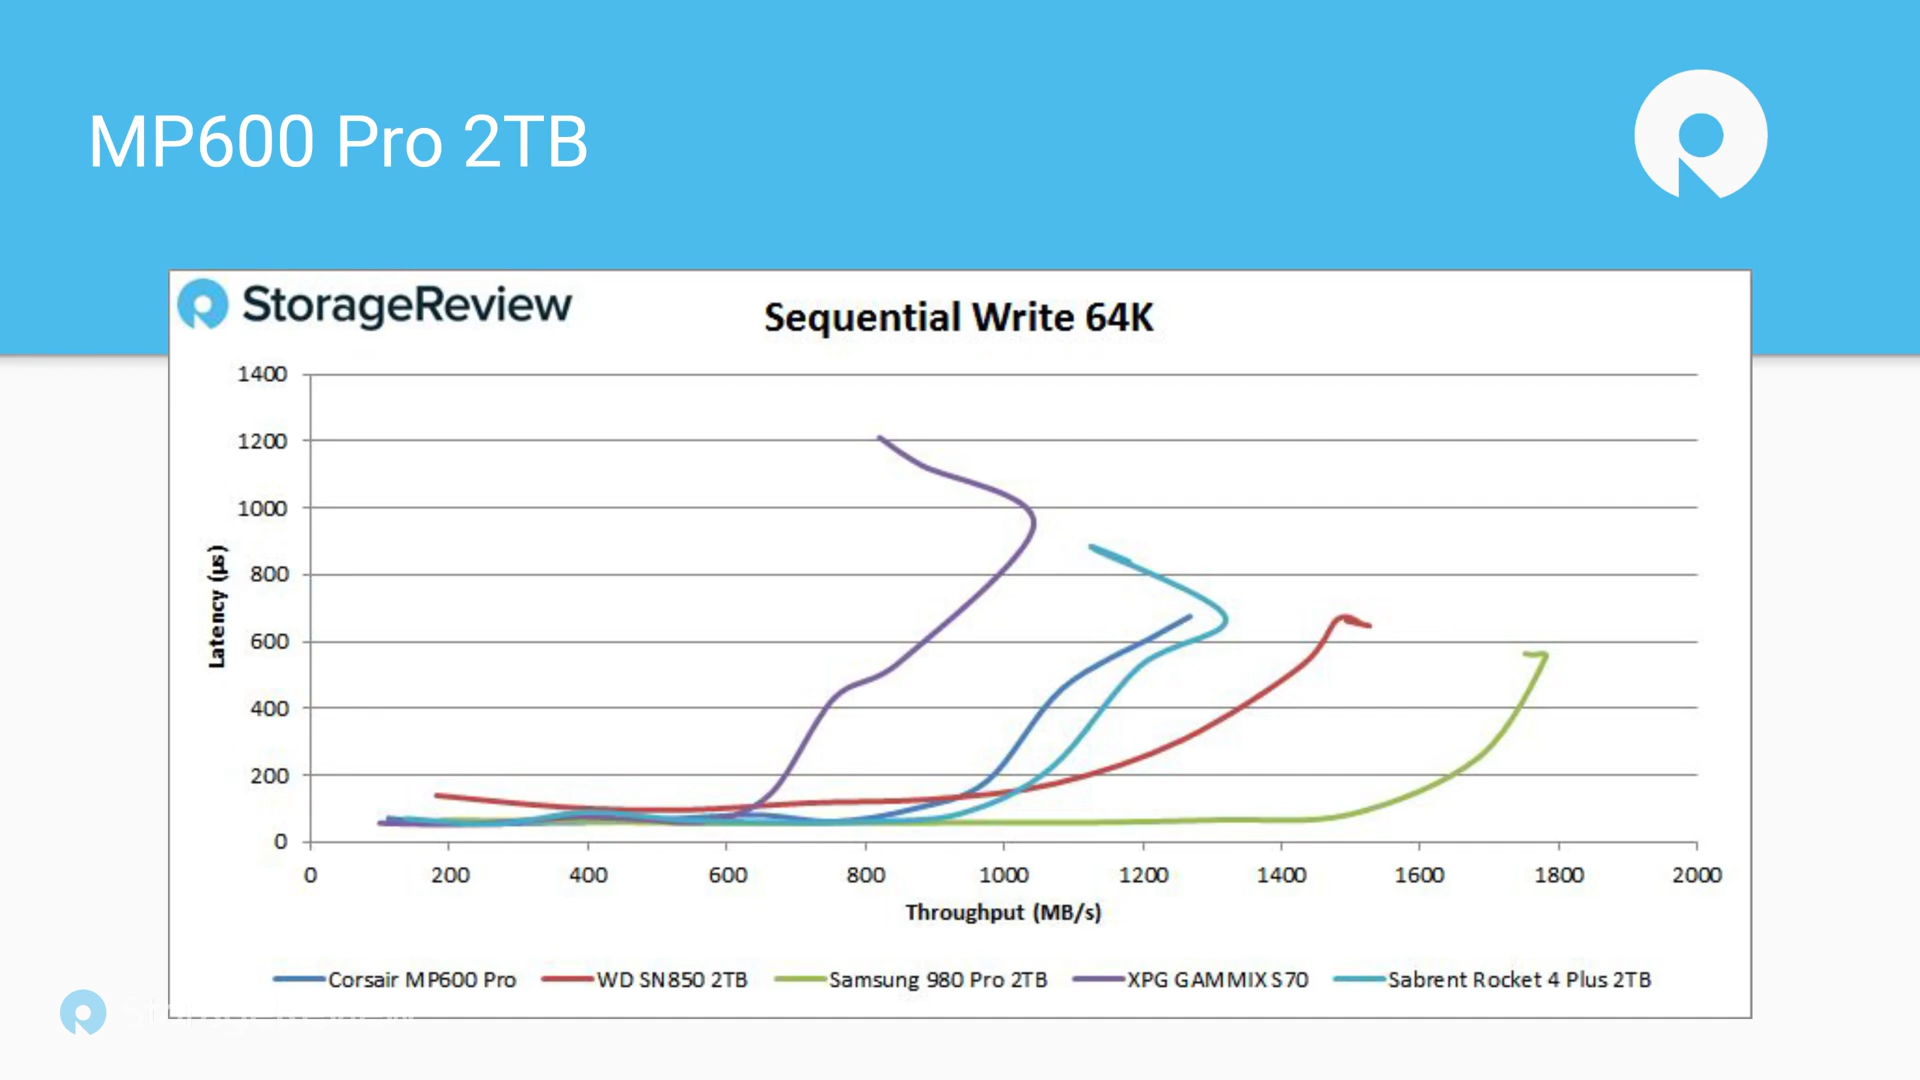 MP600 Pro 2TB
StorageReview
Sequential Write 64K
1400
1200
1000
800
600
400
200
0
Latency (µs)
0 200 400 600 800 1000 1200 1400 1600 1800 2000
Throughput (MB/s)
Corsair MP600 Pro WD SN850 2TB Samsung 980 Pro 2TB XPG GAMMIX S70 Sabrent Rocket 4 Plus 2TB